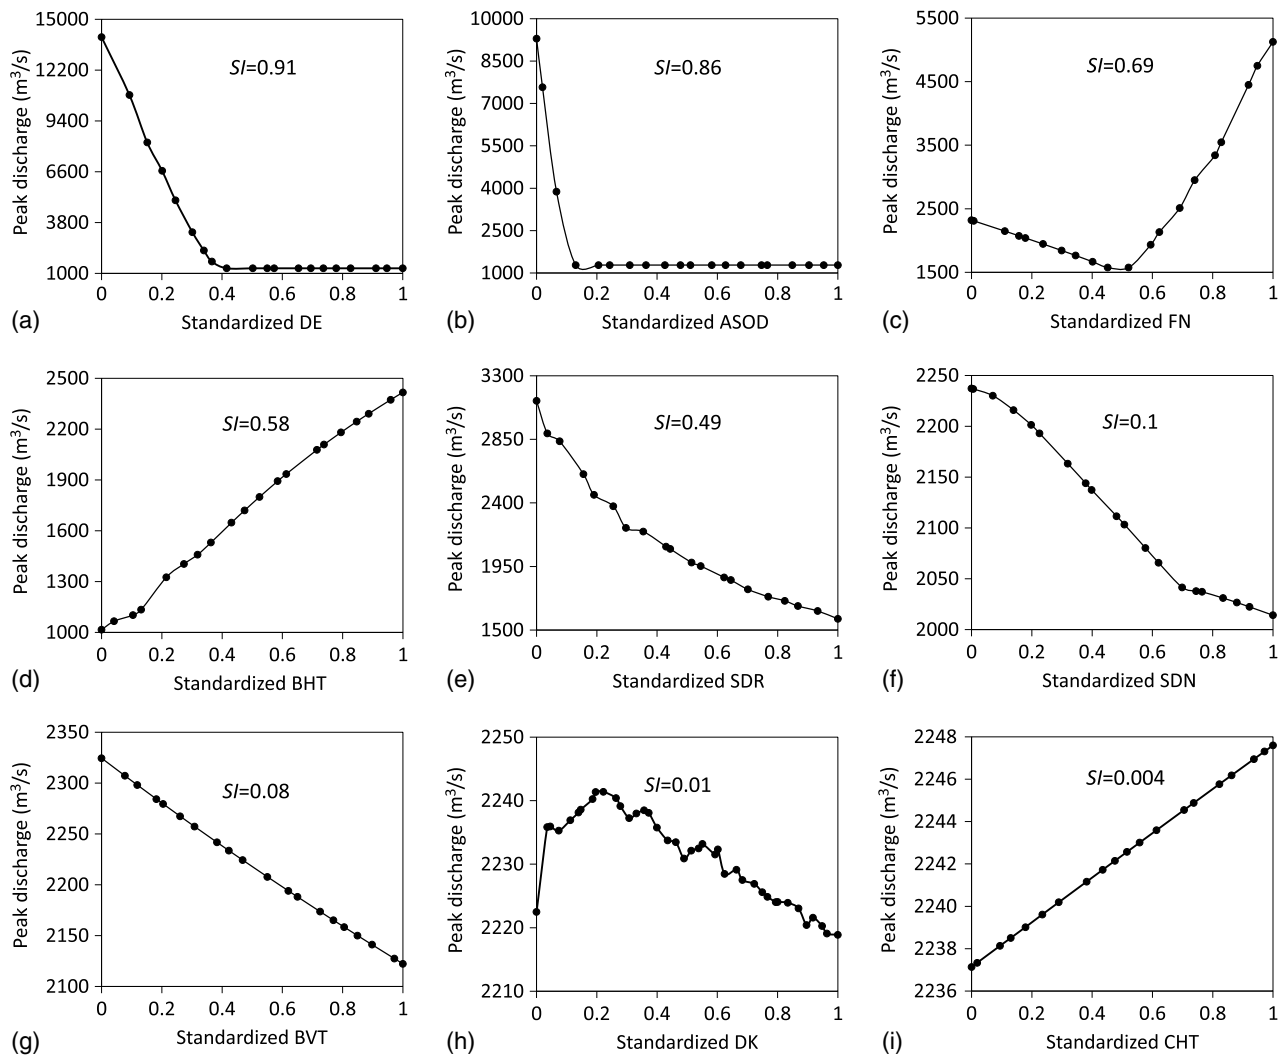 15000
12200
9400
6600
3800
1000
Peak discharge (m³/s)
SI=0.91
0 0.2 0.4 0.6 0.8 1
(a) Standardized DE
10000
8500
7000
5500
4000
2500
1000
Peak discharge (m³/s)
SI=0.86
0 0.2 0.4 0.6 0.8 1
(b) Standardized ASOD
5500
4500
3500
2500
1500
Peak discharge (m³/s)
SI=0.69
0 0.2 0.4 0.6 0.8 1
(c) Standardized FN
2500
2200
1900
1600
1300
1000
Peak discharge (m³/s)
SI=0.58
0 0.2 0.4 0.6 0.8 1
(d) Standardized BHT
3300
2850
2400
1950
1500
Peak discharge (m³/s)
SI=0.49
0 0.2 0.4 0.6 0.8 1
(e) Standardized SDR
2250
2200
2150
2100
2050
2000
Peak discharge (m³/s)
SI=0.1
0 0.2 0.4 0.6 0.8 1
(f) Standardized SDN
2350
2300
2250
2200
2150
2100
Peak discharge (m³/s)
SI=0.08
0 0.2 0.4 0.6 0.8 1
(g) Standardized BVT
2250
2240
2230
2220
2210
Peak discharge (m³/s)
SI=0.01
0 0.2 0.4 0.6 0.8 1
(h) Standardized DK
2248
2246
2244
2242
2240
2238
2236
Peak discharge (m³/s)
SI=0.004
0 0.2 0.4 0.6 0.8 1
(i) Standardized CHT